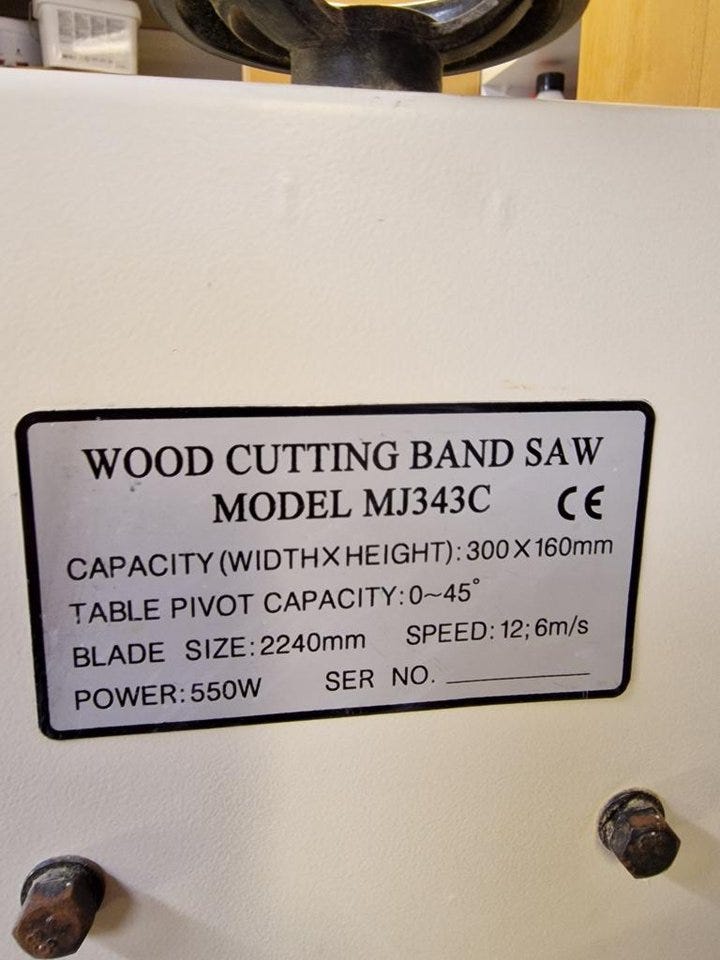 WOOD CUTTING BAND SAW
MODEL MJ343C CE
CAPACITY (WIDTHXHEIGHT): 300X160mm
TABLE PIVOT CAPACITY: 0~45°
BLADE SIZE: 2240mm SPEED: 12; 6m/s
POWER: 550W SER NO. ________